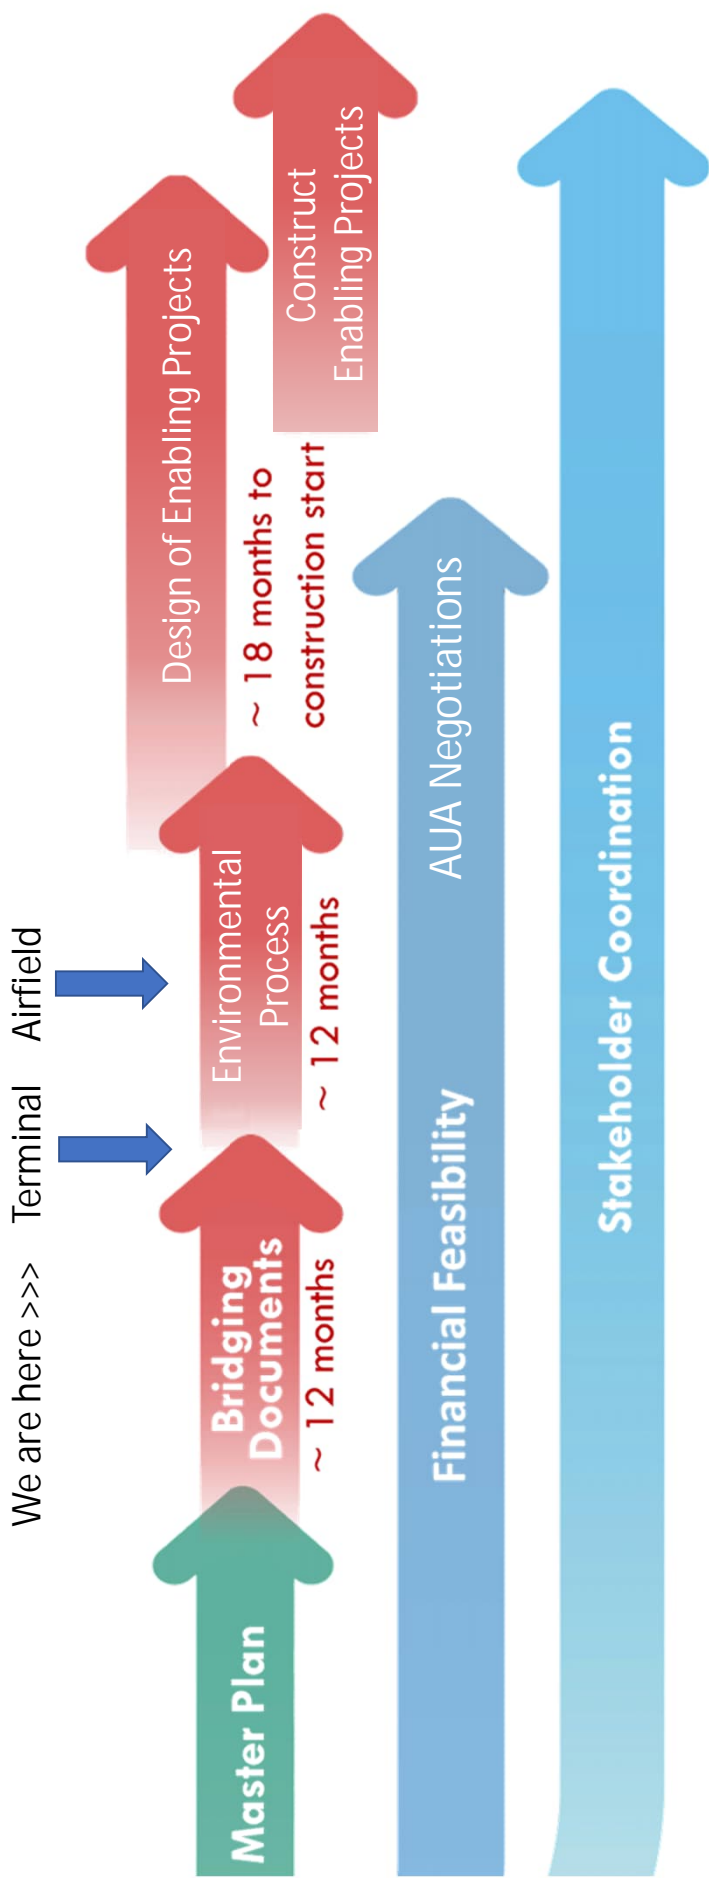 We are here >>> Terminal Airfield
Master Plan
Bridging
Documents
~ 12 months
Environmental
Process
~ 12 months
Design of Enabling Projects
~ 18 months to
construction start
Construct
Enabling Projects
Financial Feasibility
AUA Negotiations
Stakeholder Coordination